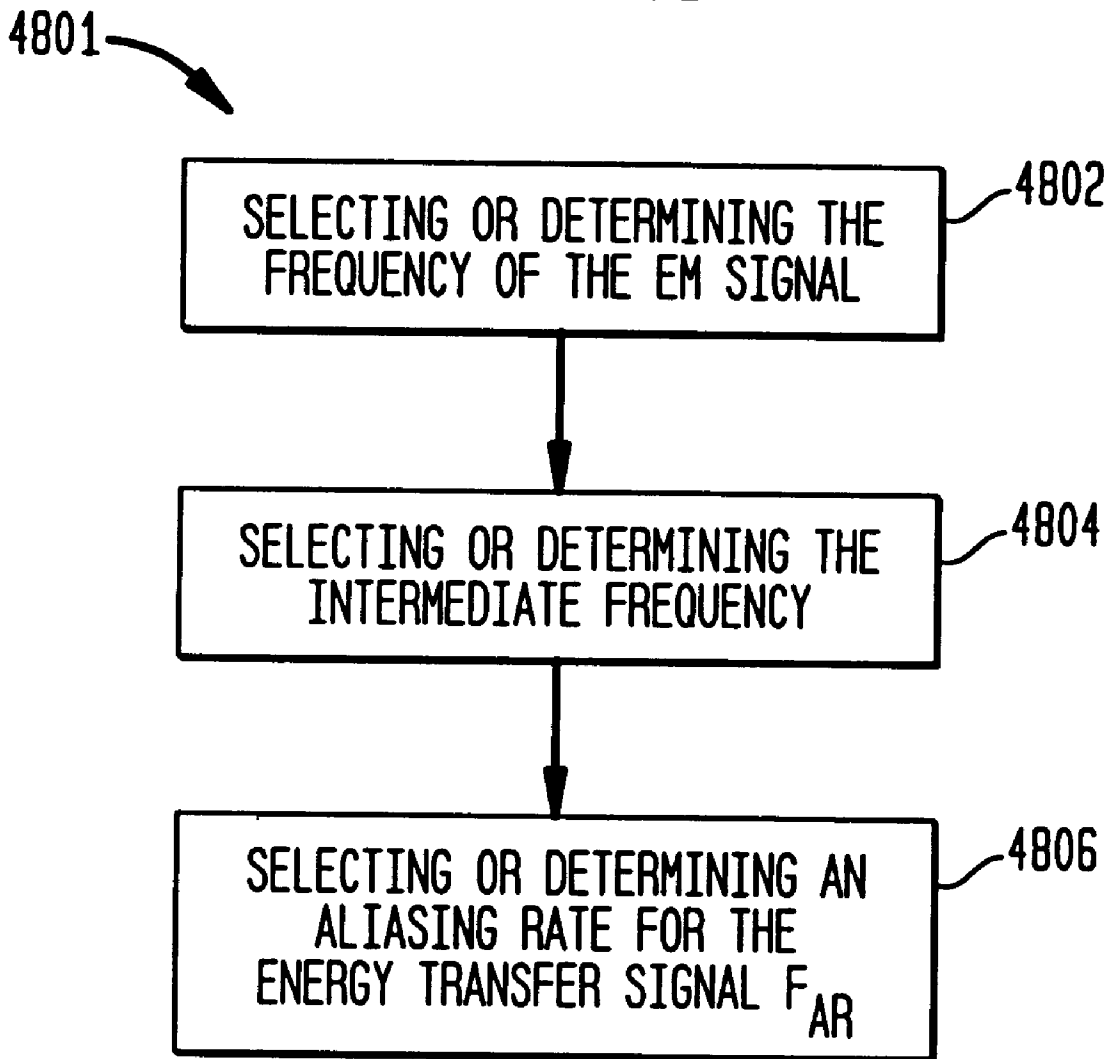 4801
SELECTING OR DETERMINING THE
FREQUENCY OF THE EM SIGNAL
4802
SELECTING OR DETERMINING THE
INTERMEDIATE FREQUENCY
4804
SELECTING OR DETERMINING AN
ALIASING RATE FOR THE
ENERGY TRANSFER SIGNAL F_AR
4806